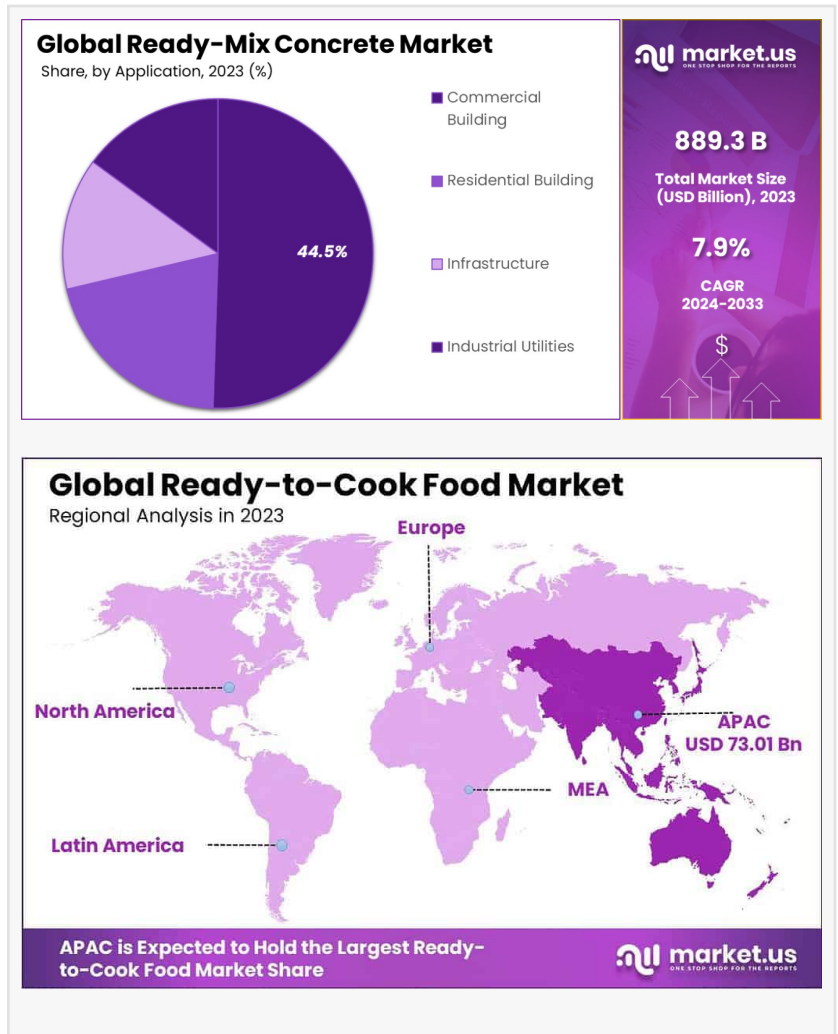 Global Ready-Mix Concrete Market
Share, by Application, 2023 (%)
44.5%
Commercial
Building
Residential Building
Infrastructure
Industrial Utilities
market.us
ONE STOP SHOP FOR THE REPORTS
889.3 B
Total Market Size
(USD Billion), 2023
7.9%
CAGR
2024-2033
$
Global Ready-to-Cook Food Market
Regional Analysis in 2023
Europe
North America
APAC
USD 73.01 Bn
MEA
Latin America
APAC is Expected to Hold the Largest Ready-
to-Cook Food Market Share
market.us
ONE STOP SHOP FOR THE REPORTS